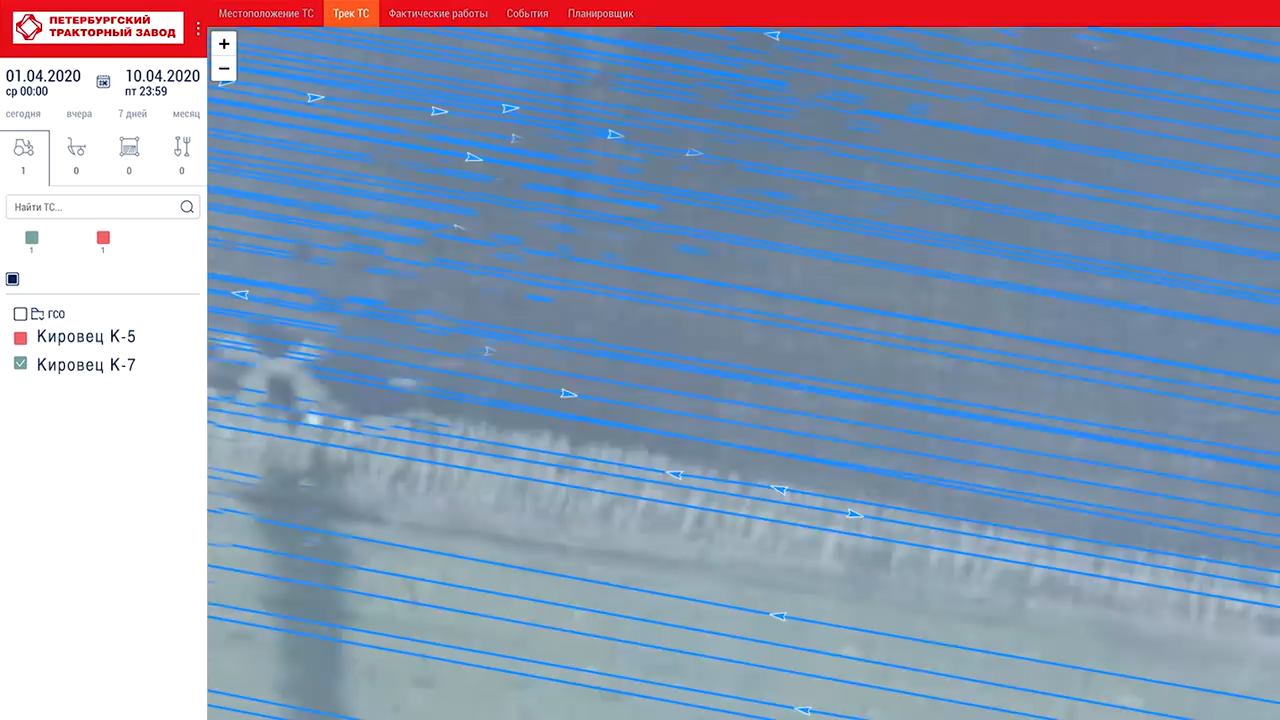 ПЕТЕРБУРГСКИЙ
ТРАКТОРНЫЙ ЗАВОД
Местоположение ТС
Трек ТС
Фактические работы
События
Планировщик
+
−
01.04.2020
ср 00:00
10.04.2020
пт 23:59
сегодня
вчера
7 дней
месяц
1
0
0
0
Найти ТС...
1
1
ГСО
Кировец К-5
Кировец К-7